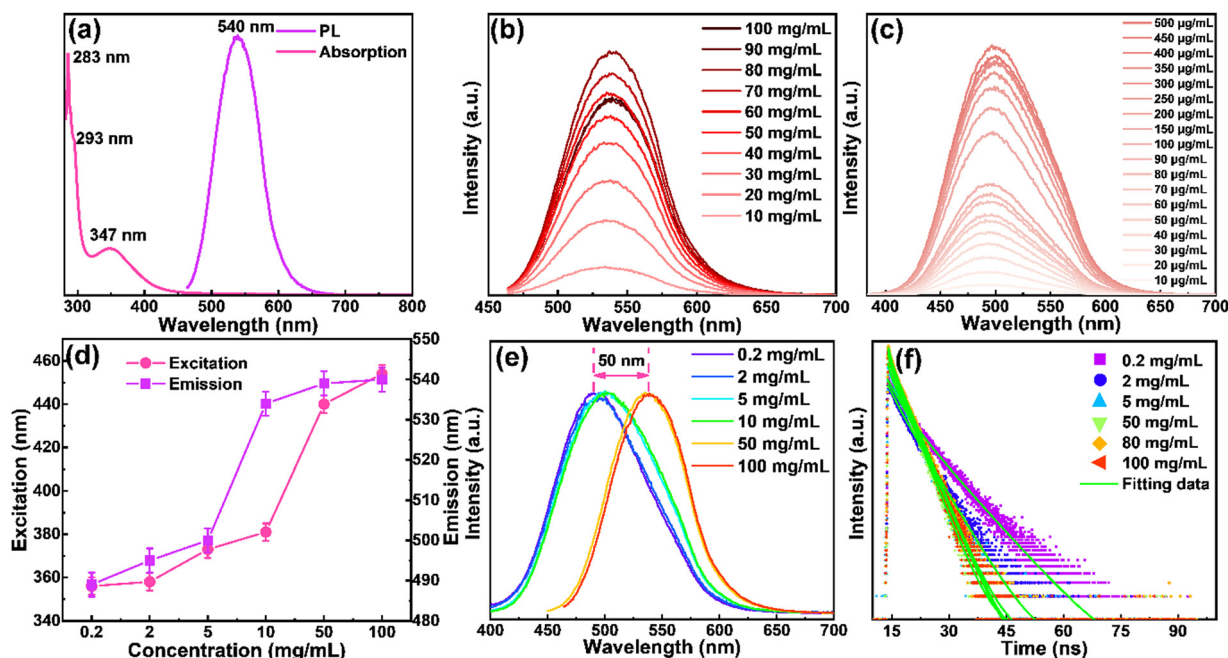 (a)
540 nm
PL
Absorption
283 nm
293 nm
347 nm
300 400 500 600 700 800
Wavelength (nm)
(b)
Intensity (a.u.)
100 mg/mL
90 mg/mL
80 mg/mL
70 mg/mL
60 mg/mL
50 mg/mL
40 mg/mL
30 mg/mL
20 mg/mL
10 mg/mL
450 500 550 600 650 700
Wavelength (nm)
(c)
Intensity (a.u.)
500 µg/mL
450 µg/mL
400 µg/mL
350 µg/mL
300 µg/mL
250 µg/mL
200 µg/mL
150 µg/mL
100 µg/mL
90 µg/mL
80 µg/mL
70 µg/mL
60 µg/mL
50 µg/mL
40 µg/mL
30 µg/mL
20 µg/mL
10 µg/mL
400 450 500 550 600 650 700
Wavelength (nm)
(d)
Excitation
Emission
Excitation (nm)
460
440
420
400
380
360
340
550
540
530
520
510
500
490
480
Emission (nm)
0.2 2 5 10 50 100
Concentration (mg/mL)
(e)
50 nm
Intensity (a.u.)
0.2 mg/mL
2 mg/mL
5 mg/mL
10 mg/mL
50 mg/mL
100 mg/mL
400 450 500 550 600 650 700
Wavelength (nm)
(f)
Intensity (a.u.)
0.2 mg/mL
2 mg/mL
5 mg/mL
50 mg/mL
80 mg/mL
100 mg/mL
Fitting data
15 30 45 60 75 90
Time (ns)